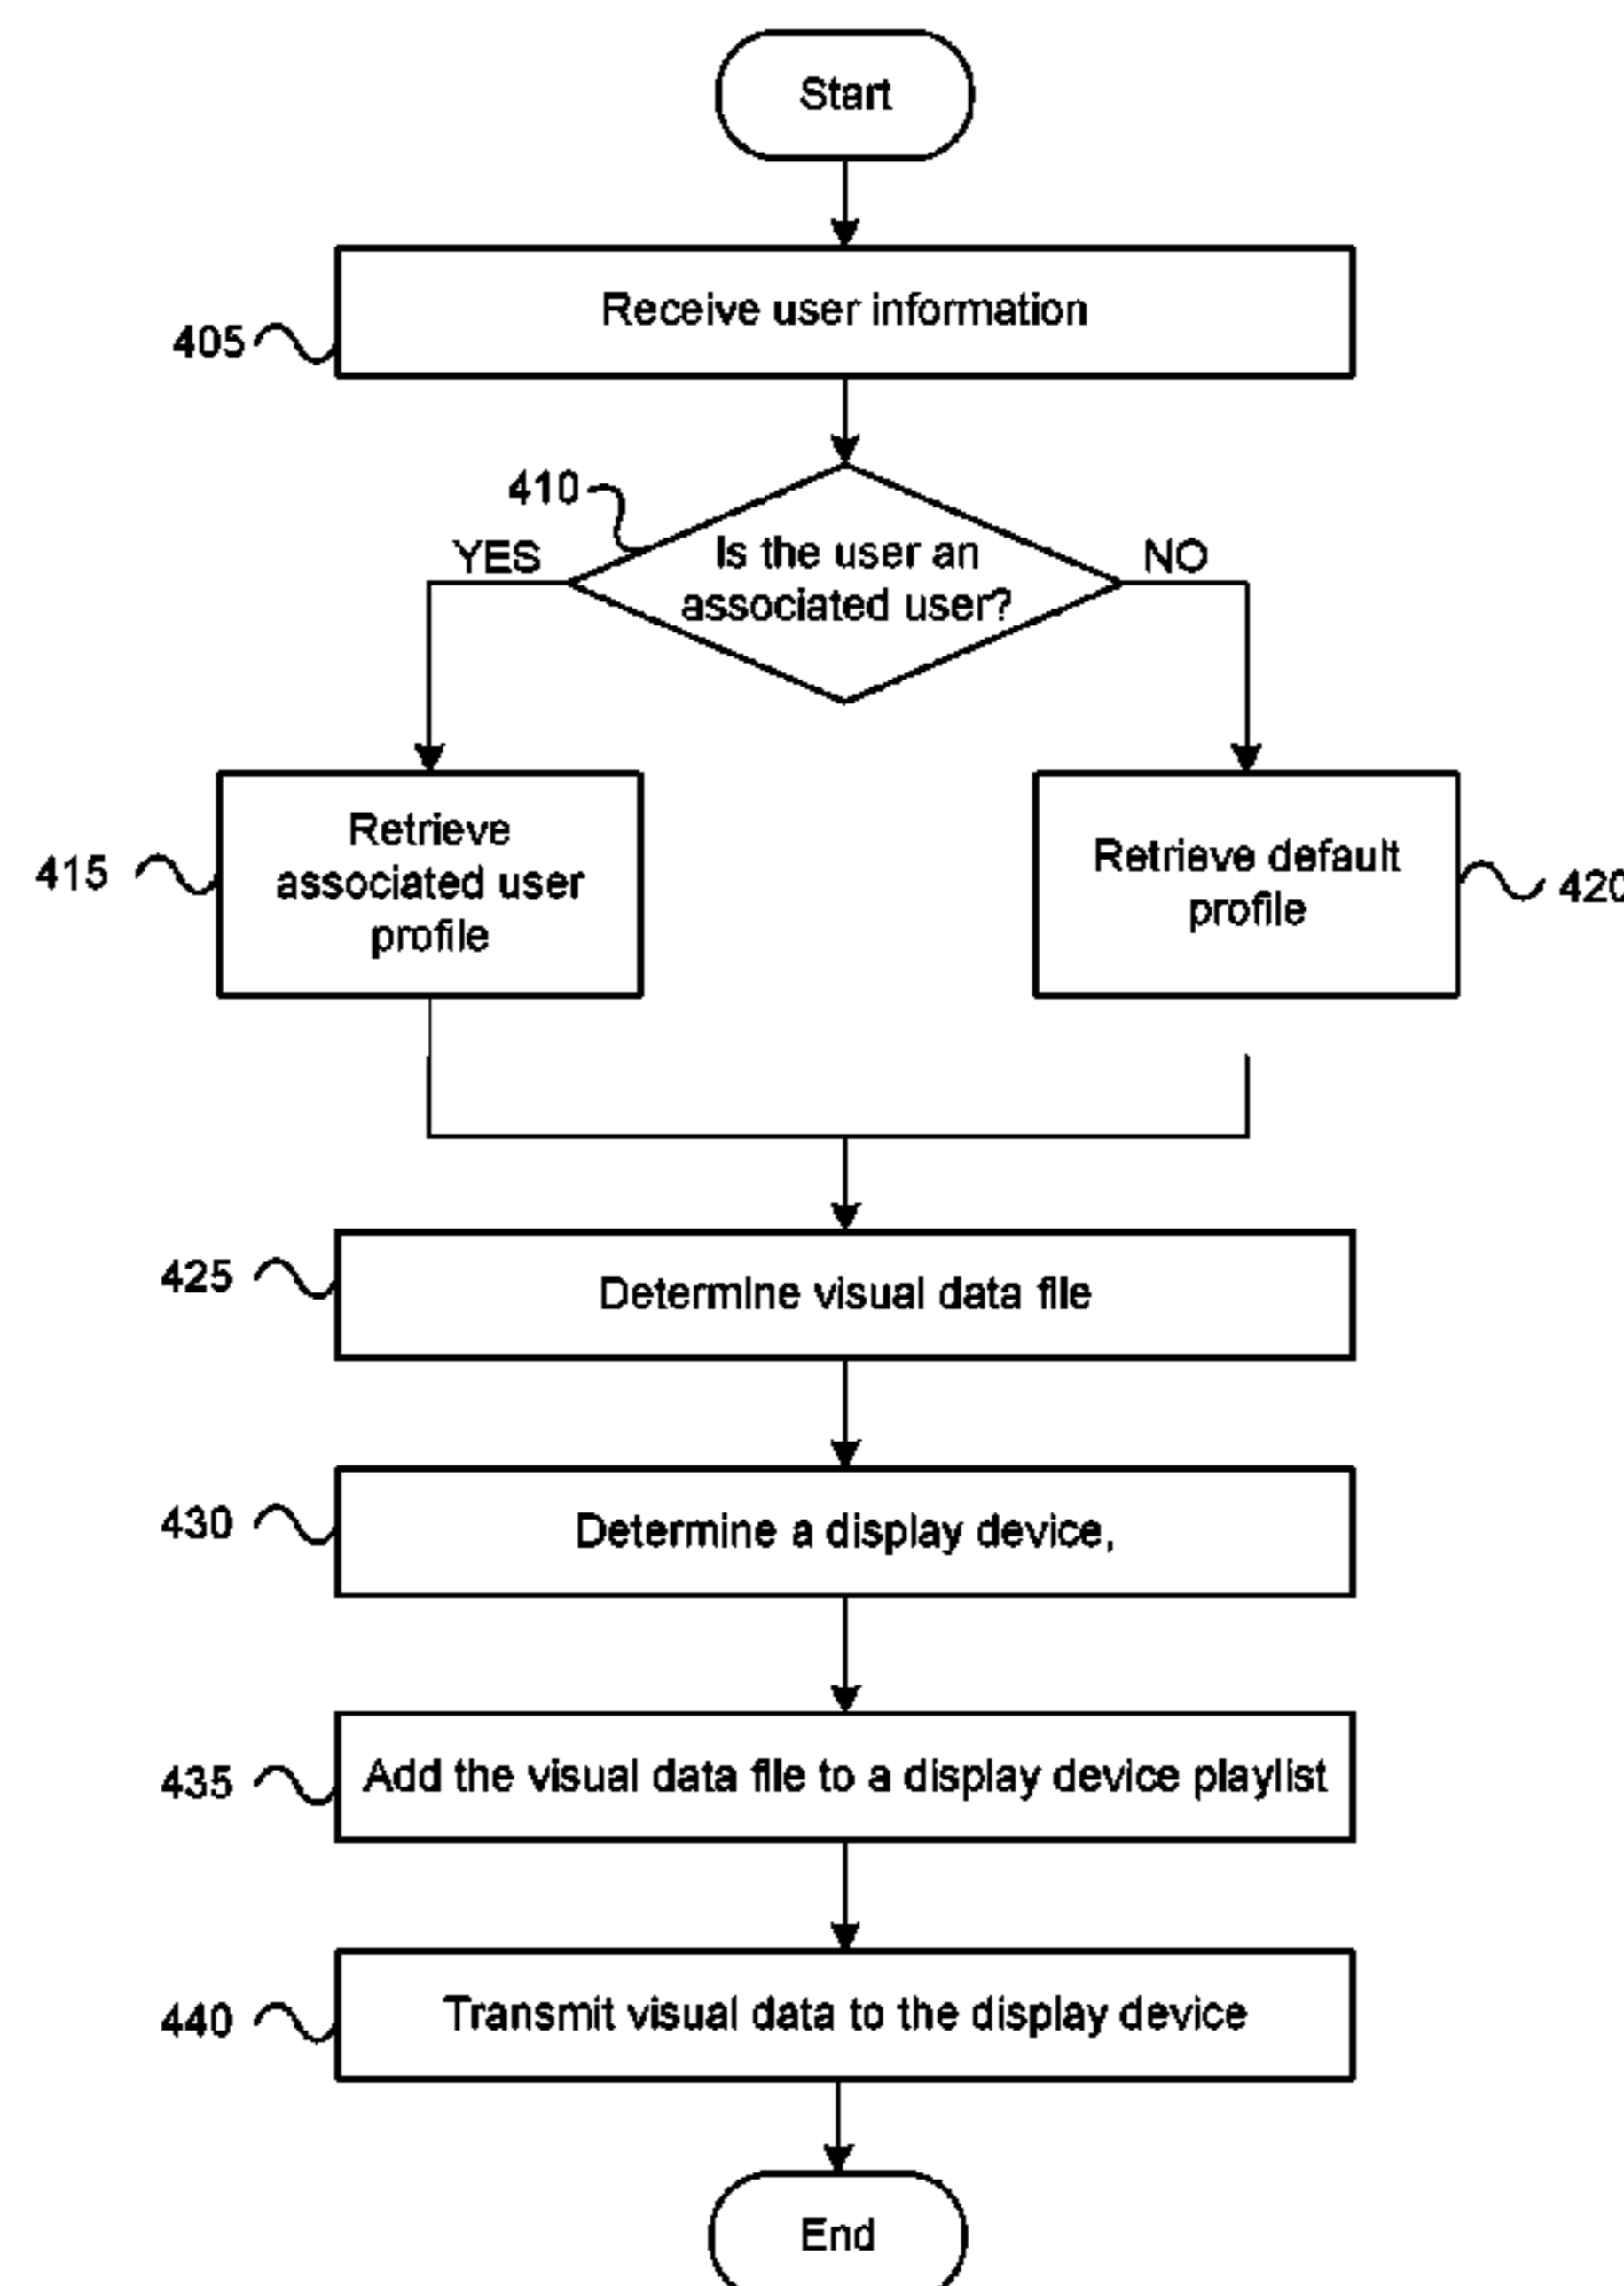 Start
Receive user information
405
410
YES
Is the user an
associated user?
NO
415
Retrieve
associated user
profile
Retrieve default
profile
420
425
Determine visual data file
430
Determine a display device,
435
Add the visual data file to a display device playlist
440
Transmit visual data to the display device
End